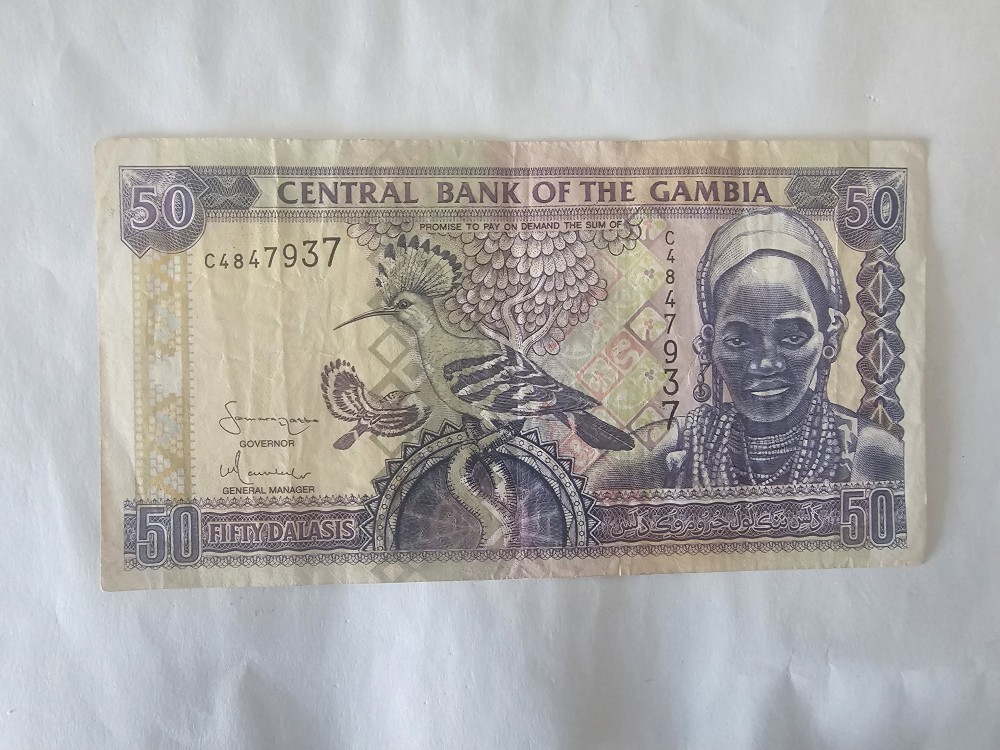 50 CENTRAL BANK OF THE GAMBIA 50
PROMISE TO PAY ON DEMAND THE SUM OF
C4847937
C4847937
GOVERNOR
GENERAL MANAGER
50 FIFTY DALASIS 50